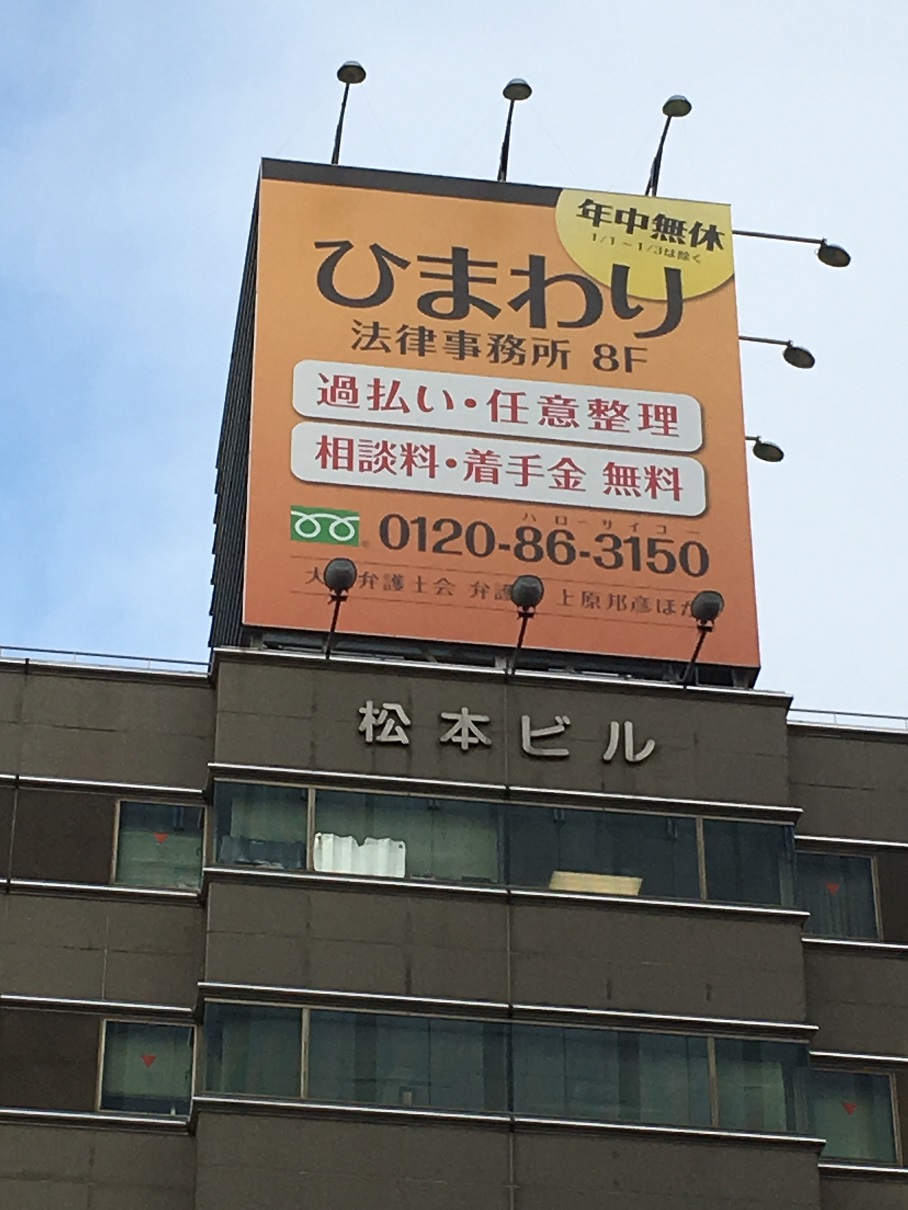 年中無休
1/1〜1/3は除く
ひまわり
法律事務所 8F
過払い・任意整理
相談料・着手金 無料
ハローサイコー
0120-86-3150
弁護士会 上原邦彦ほか
松本ビル